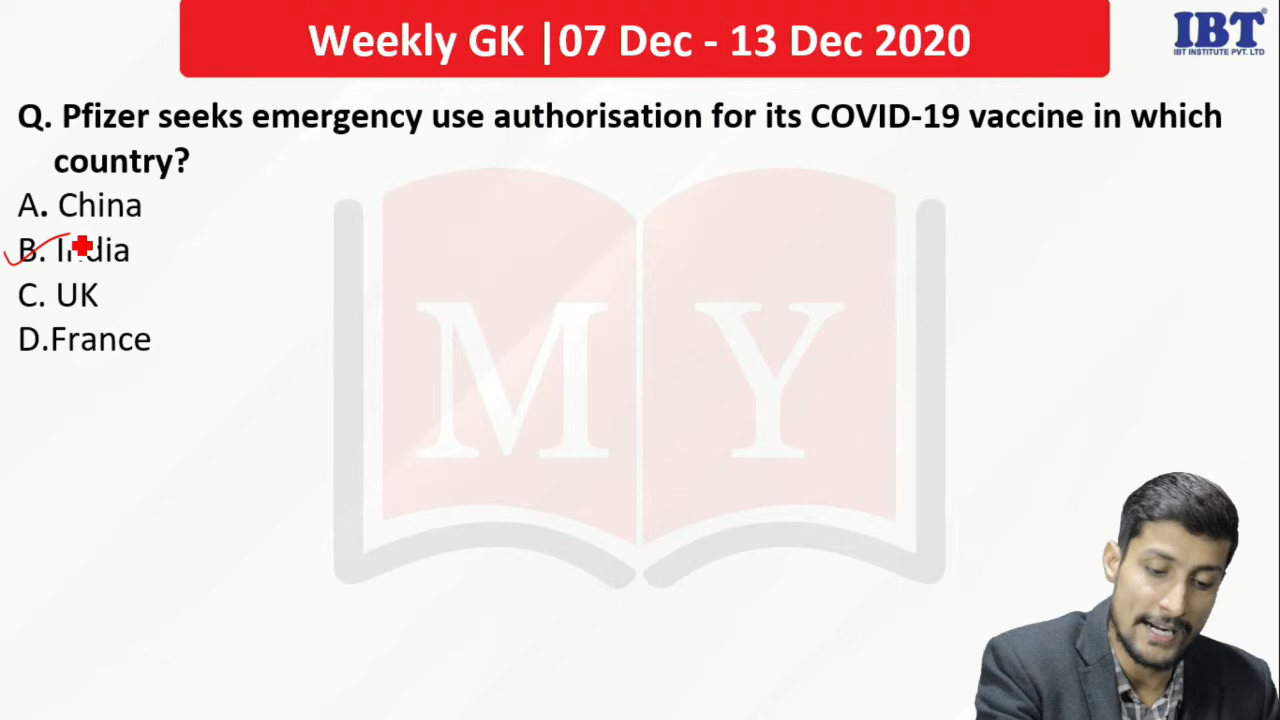 Weekly GK |07 Dec - 13 Dec 2020
IBT
IBT INSTITUTE PVT. LTD
Q. Pfizer seeks emergency use authorisation for its COVID-19 vaccine in which
country?
A. China
B. India
C. UK
D.France
M Y